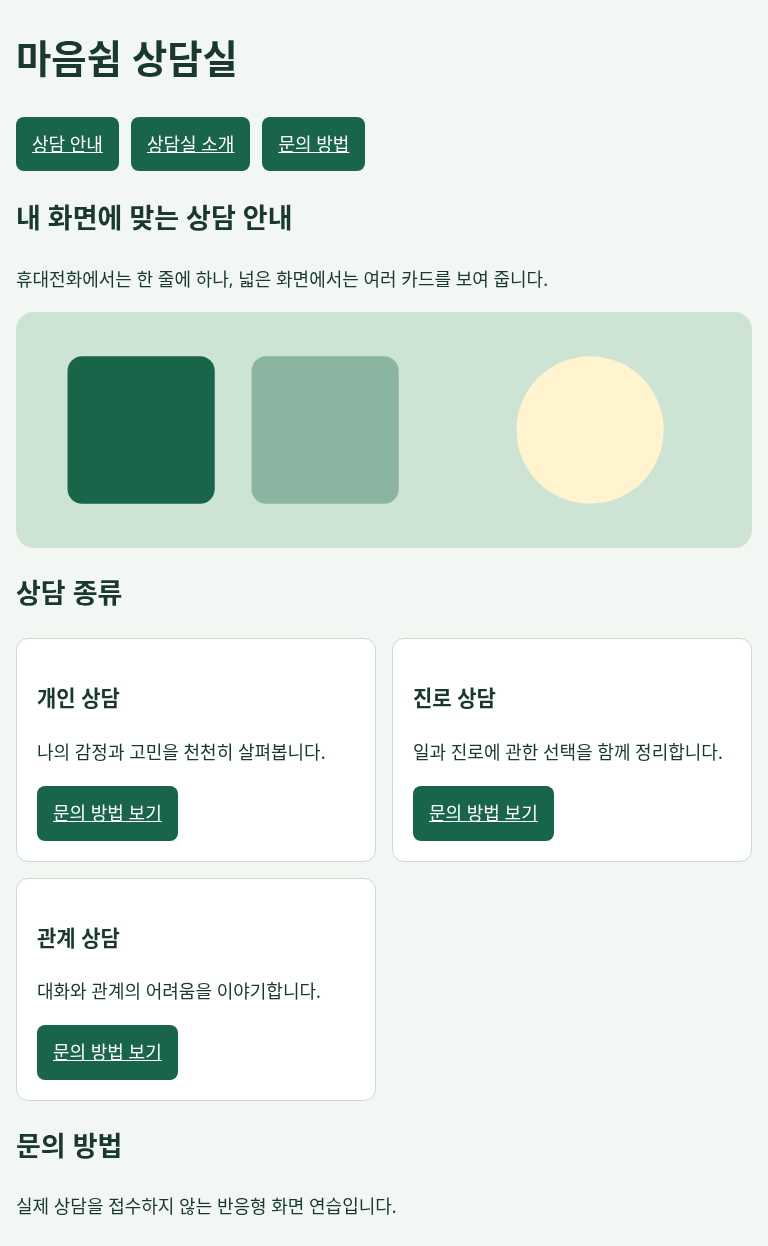 마음쉼 상담실
상담 안내
상담실 소개
문의 방법
내 화면에 맞는 상담 안내
휴대전화에서는 한 줄에 하나, 넓은 화면에서는 여러 카드를 보여 줍니다.
상담 종류
개인 상담
나의 감정과 고민을 천천히 살펴봅니다.
문의 방법 보기
진로 상담
일과 진로에 관한 선택을 함께 정리합니다.
문의 방법 보기
관계 상담
대화와 관계의 어려움을 이야기합니다.
문의 방법 보기
문의 방법
실제 상담을 접수하지 않는 반응형 화면 연습입니다.